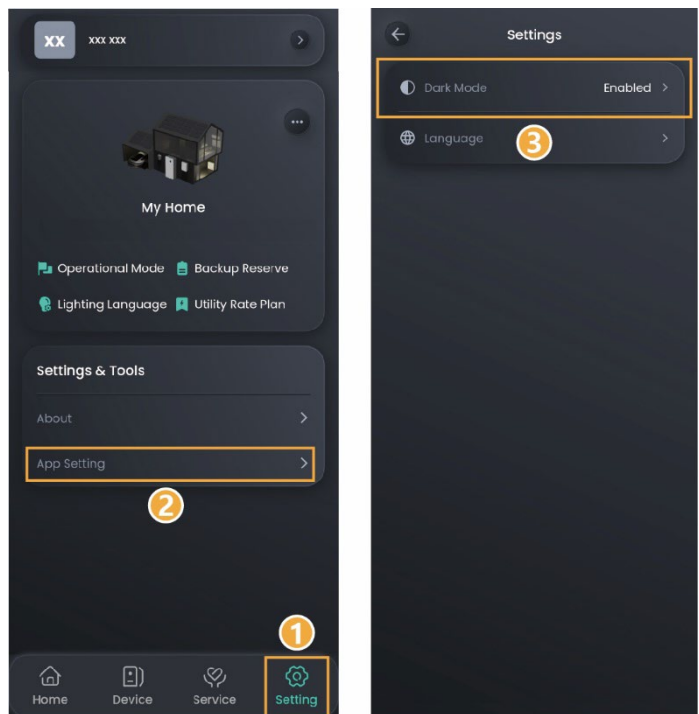 XX
xxx xxx
My Home
Operational Mode
Backup Reserve
Lighting Language
Utility Rate Plan
Settings & Tools
About
App Setting
2
1
Home
Device
Service
Setting
Settings
Dark Mode
Enabled
Language
3